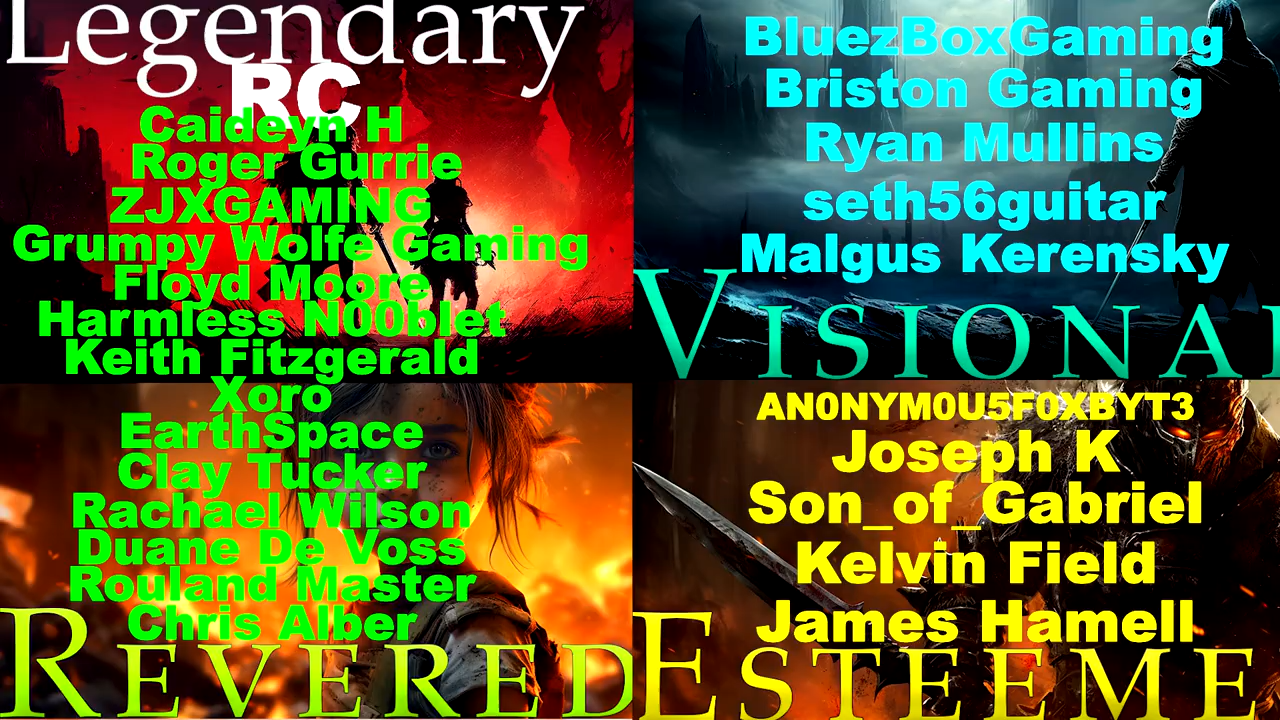 Legendary
RC
Caideyn H
Roger Gurrie
ZJXGAMING
Grumpy Wolfe Gaming
Floyd Moore
Harmless N00blet
Keith Fitzgerald
Xoro
EarthSpace
Clay Tucker
Rachael Wilson
Duane De Voss
Rouland Master
Chris Alber
REVERED
BluezBoxGaming
Briston Gaming
Ryan Mullins
seth56guitar
Malgus Kerensky
VISIONA
AN0NYM0U5F0XBYT3
Joseph K
Son_of_Gabriel
Kelvin Field
James Hamell
ESTEEME